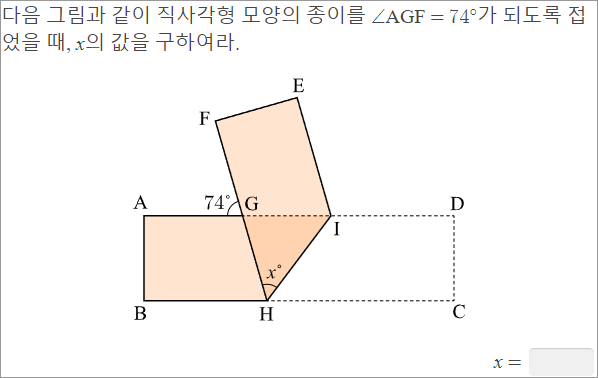 다음 그림과 같이 직사각형 모양의 종이를 ∠AGF = 74°가 되도록 접
었을 때, x의 값을 구하여라.
E
F
A 74° G D
I
x°
B H C
x =